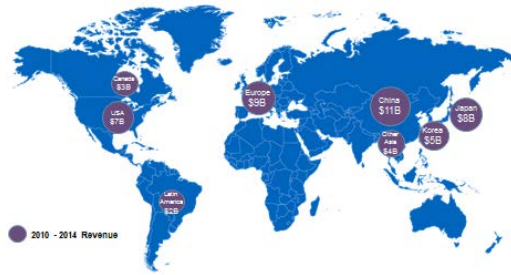 Canada
$3B
USA
$7B
Latin
America
$2B
Europe
$9B
China
$11B
Other
Asia
$4B
Korea
$5B
Japan
$8B
2010 - 2014 Revenue